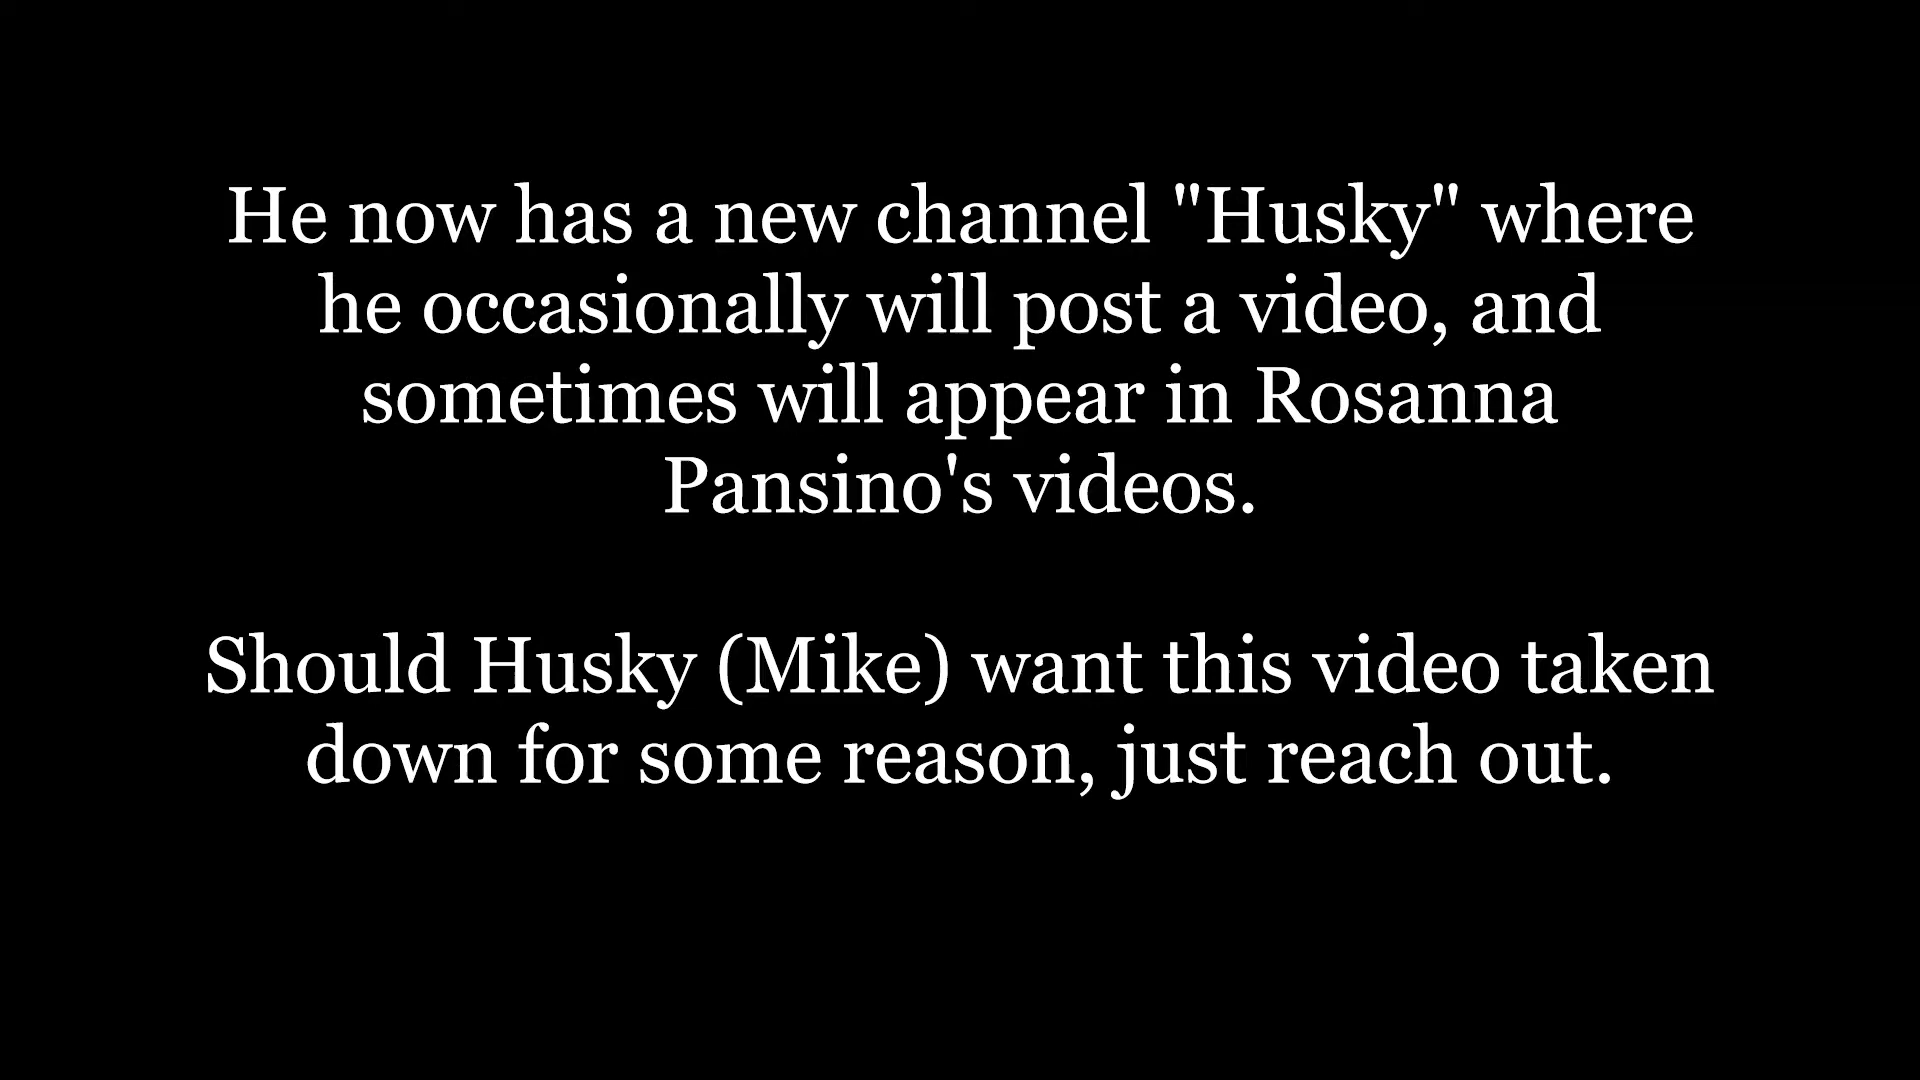 He now has a new channel "Husky" where
he occasionally will post a video, and
sometimes will appear in Rosanna
Pansino's videos.
Should Husky (Mike) want this video taken
down for some reason, just reach out.